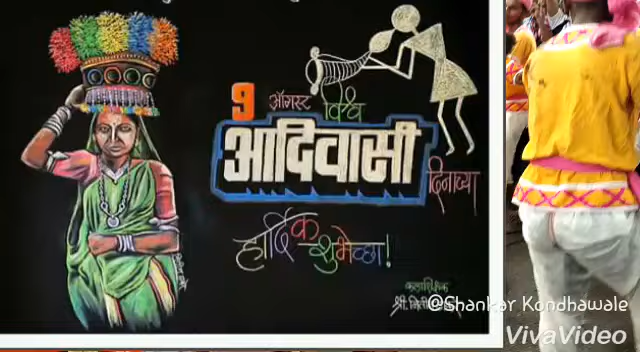 9 ऑगस्ट विश्व
आदिवासी
दिनाच्या
हार्दिक शुभेच्छा!
कलाशिक्षक
श्री.
@Shankar Kondhawale
VivaVideo